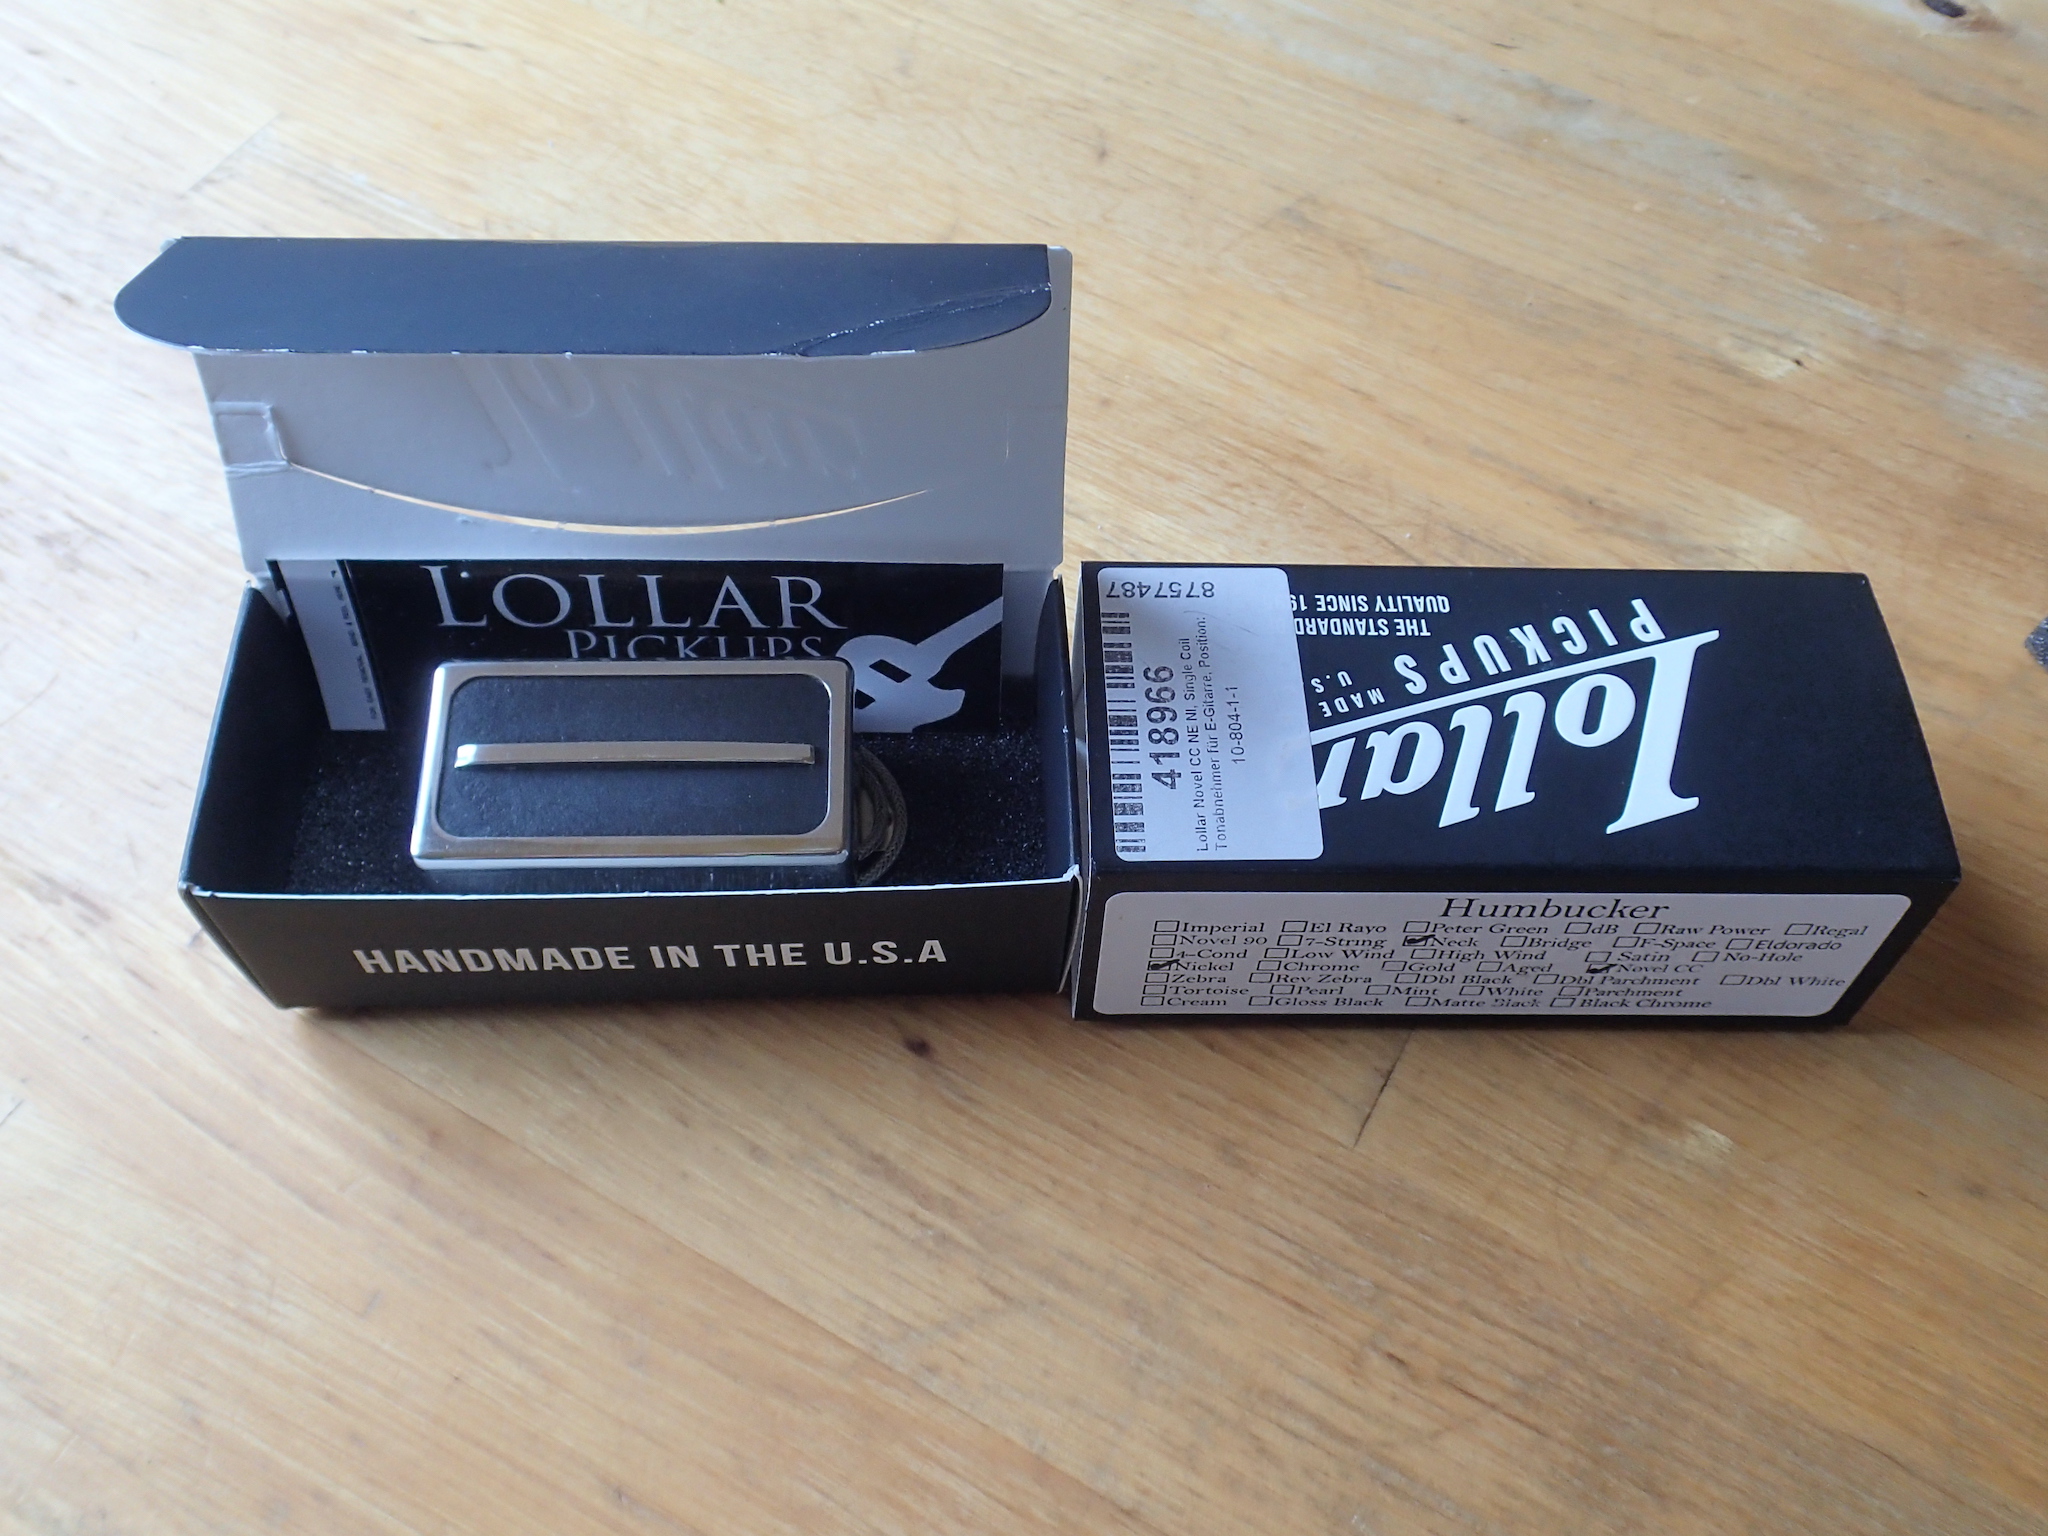 LOLLAR
PICKUPS
HANDMADE IN THE U.S.A
8757487
418966
Lollar Novel CC NE NI, Single Coil
Tonabnehmer für E-Gitarre, Position:
10-804-1-1
Lollar
PICKUPS
MADE
U.S.
THE STANDARD
QUALITY SINCE 19
Humbucker
Imperial El Rayo Peter Green dB Raw Power Regal
Novel 90 7-String Neck Bridge F-Space Eldorado
4-Cond Low Wind High Wind Satin No-Hole
Nickel Chrome Gold Aged Novel CC
Zebra Rev Zebra Dbl Black Dbl Parchment Dbl White
Tortoise Pearl Mint White Parchment
Cream Gloss Black Matte Black Black Chrome